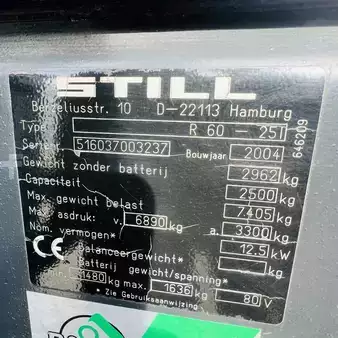 STILL
Berzeliusstr. 10 D-22113 Hamburg
Type R 60 - 25I
Serienr. 516037003237 Bouwjaar 2004
Gewicht zonder batterij 2962 kg
Capaciteit 2500 kg
Max. gewicht belast 7405 kg
Max. asdruk: v. 6890 kg a. 3300 kg
Nom. vermogen* 12.5 kW
Balanceergewicht* kg
Batterij gewicht/spanning*
1480 kg max. 1636 kg 80 V
* Zie Gebruiksaanwijzing
646209
CE